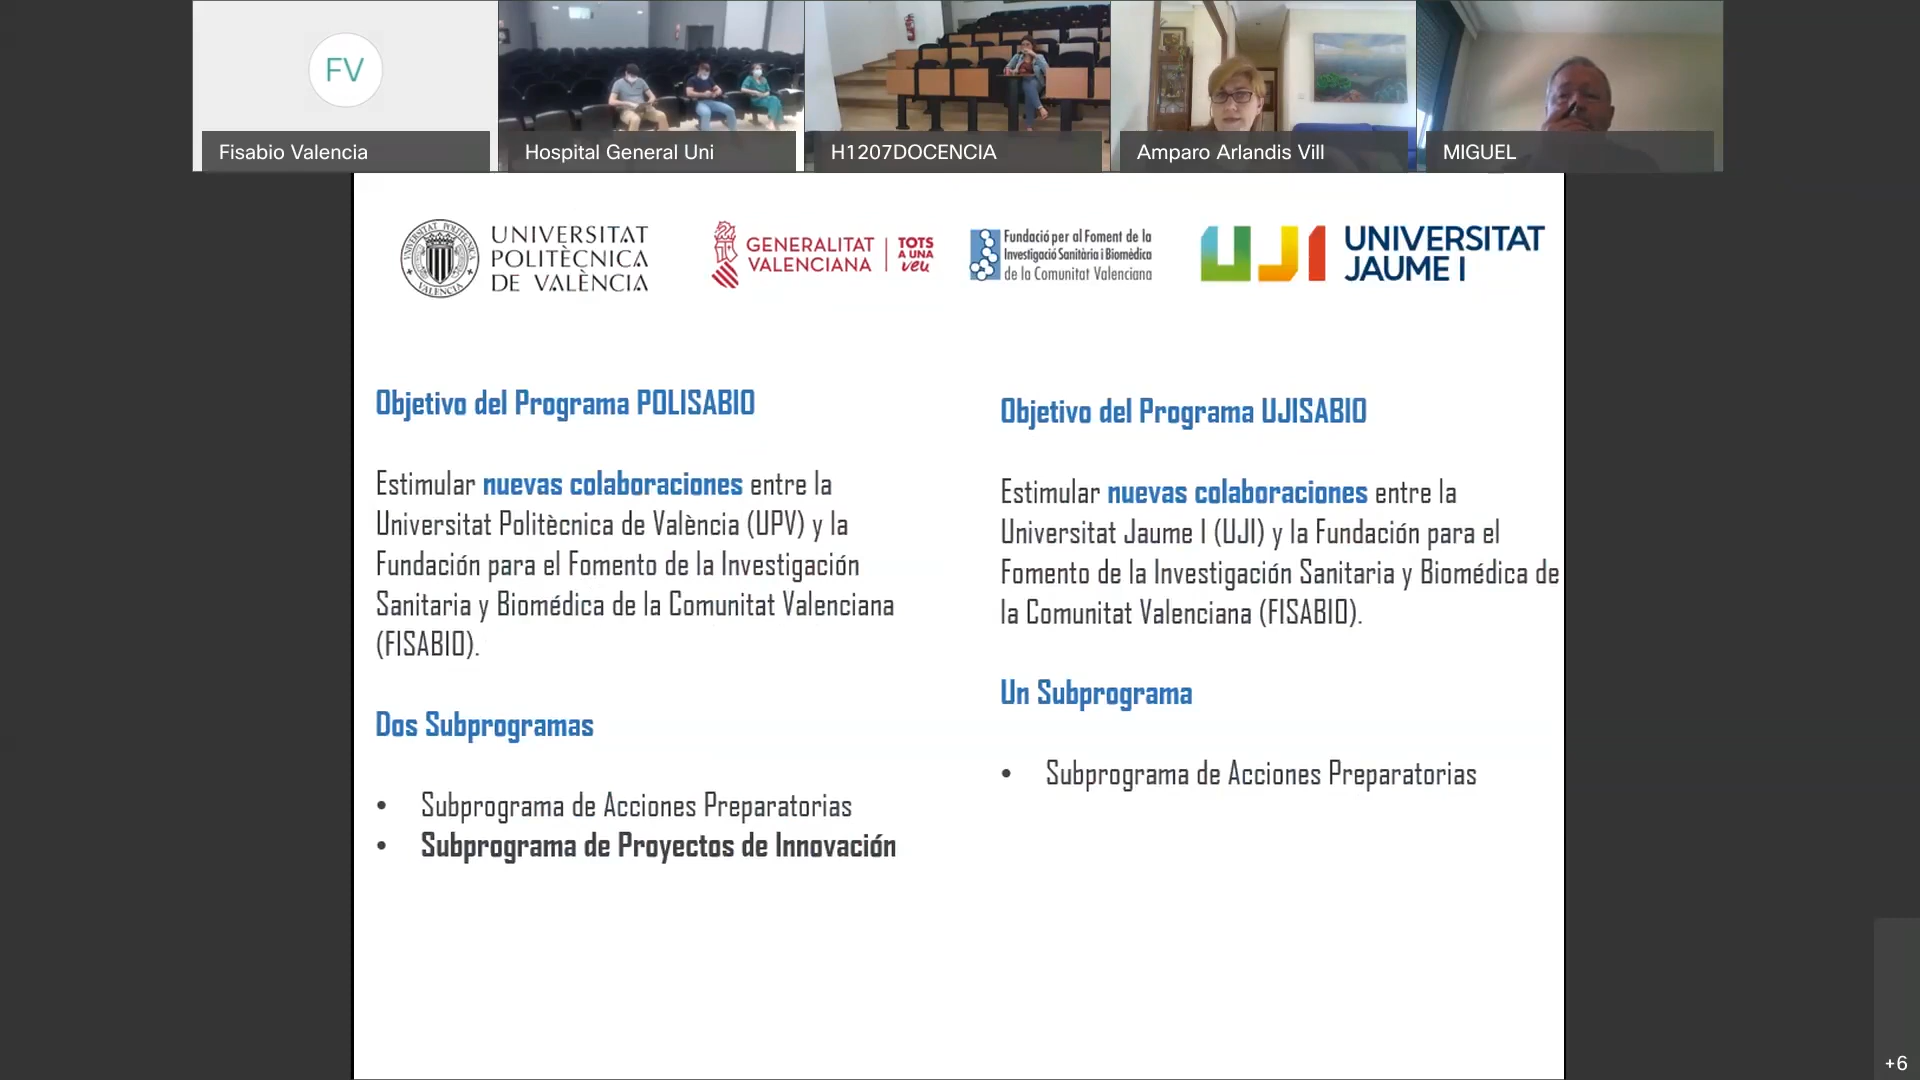 FV
Fisabio Valencia
Hospital General Uni
H1207DOCENCIA
Amparo Arlandis Vill
MIGUEL
UNIVERSITAT
POLITÈCNICA
DE VALÈNCIA
GENERALITAT
VALENCIANA
TOTS
A UNA
veu
Fundació per al Foment de la
Investigació Sanitària i Biomèdica
de la Comunitat Valenciana
UJI
UNIVERSITAT
JAUME I
Objetivo del Programa POLISABIO
Estimular nuevas colaboraciones entre la
Universitat Politècnica de València (UPV) y la
Fundación para el Fomento de la Investigación
Sanitaria y Biomédica de la Comunitat Valenciana
(FISABIO).
Dos Subprogramas
• Subprograma de Acciones Preparatorias
• Subprograma de Proyectos de Innovación
Objetivo del Programa UJISABIO
Estimular nuevas colaboraciones entre la
Universitat Jaume I (UJI) y la Fundación para el
Fomento de la Investigación Sanitaria y Biomédica de
la Comunitat Valenciana (FISABIO).
Un Subprograma
• Subprograma de Acciones Preparatorias
+6